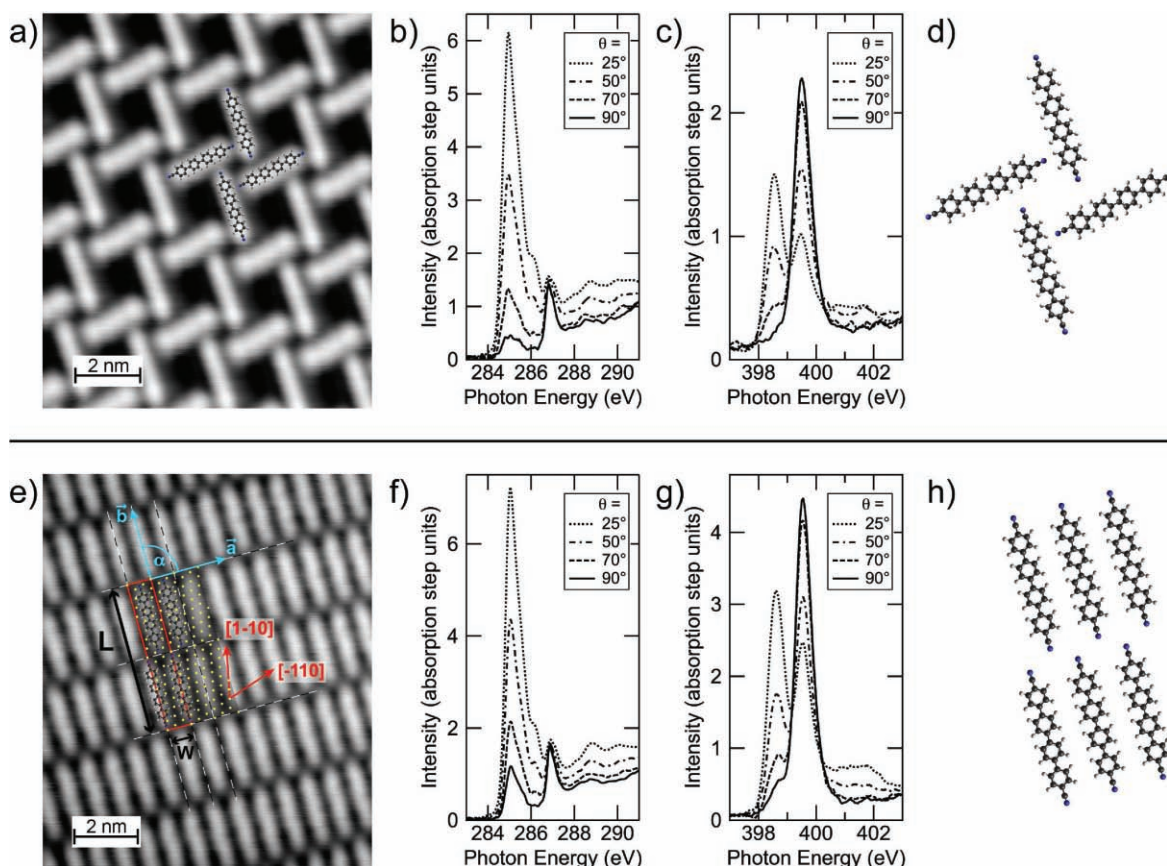 a)
2 nm
b)
Intensity (absorption step units)
6
5
4
3
2
1
0
θ =
25°
50°
70°
90°
284 286 288 290
Photon Energy (eV)
c)
Intensity (absorption step units)
2
1
0
θ =
25°
50°
70°
90°
398 400 402
Photon Energy (eV)
d)
e)
b
α
a
L
[1-10]
[-110]
W
2 nm
f)
Intensity (absorption step units)
6
4
2
0
θ =
25°
50°
70°
90°
284 286 288 290
Photon Energy (eV)
g)
Intensity (absorption step units)
4
3
2
1
0
θ =
25°
50°
70°
90°
398 400 402
Photon Energy (eV)
h)